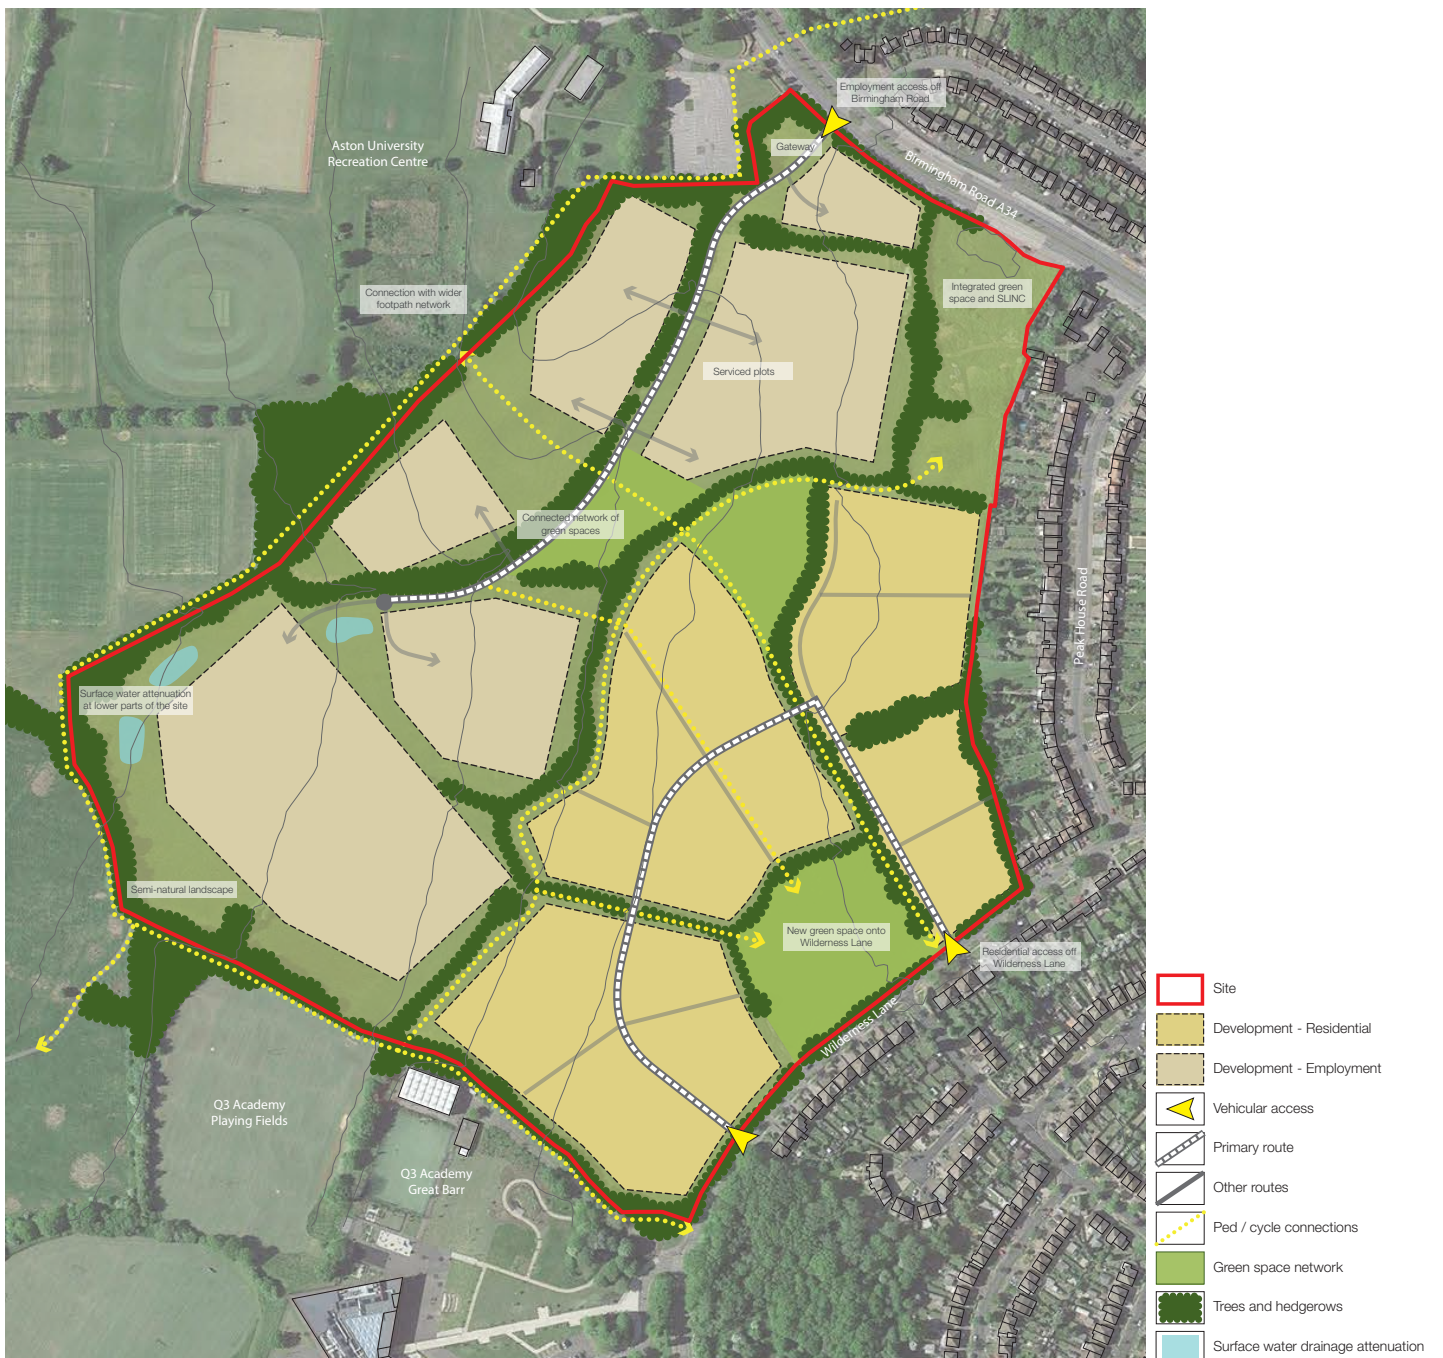 Employment access off
Birmingham Road
Gateway
Aston University
Recreation Centre
Birmingham Road A34
Connection with wider
footpath network
Integrated green
space and SLINC
Serviced plots
Connected network of
green spaces
Peak House Road
Surface water attenuation
at lower parts of the site
Semi-natural landscape
New green space onto
Wilderness Lane
Residential access off
Wilderness Lane
Wilderness Lane
Q3 Academy
Playing Fields
Q3 Academy
Great Barr
Site
Development - Residential
Development - Employment
Vehicular access
Primary route
Other routes
Ped / cycle connections
Green space network
Trees and hedgerows
Surface water drainage attenuation